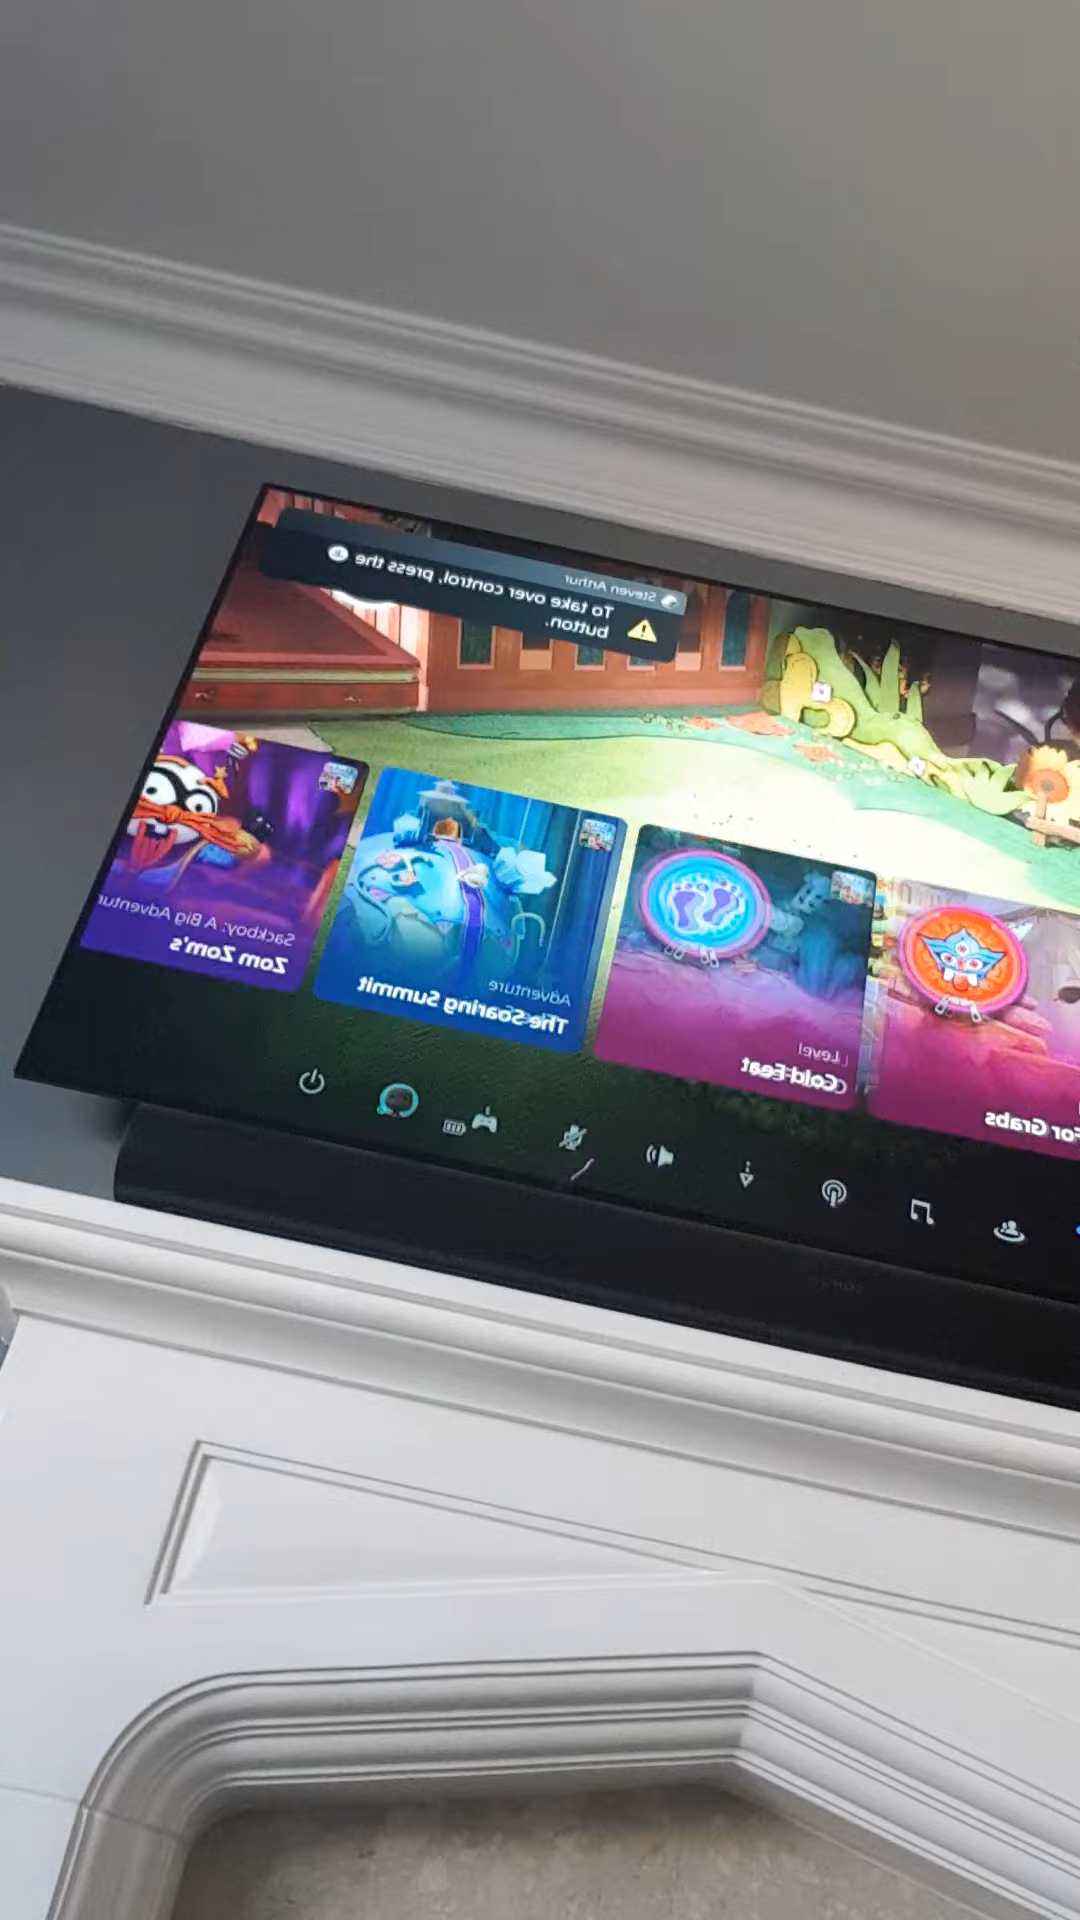 Steven Arthur
To take over control, press the
button.
Sackboy: A Big Adventur
Zom Zom's
Adventure
The Soaring Summit
Level
Cold Feat
For Grabs